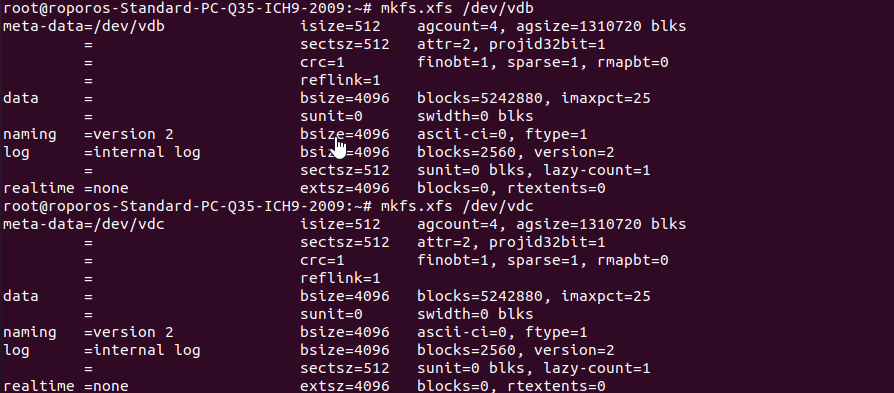 root@roporos-Standard-PC-Q35-ICH9-2009:~# mkfs.xfs /dev/vdb
meta-data=/dev/vdb               isize=512    agcount=4, agsize=1310720 blks
         =                       sectsz=512   attr=2, projid32bit=1
         =                       crc=1        finobt=1, sparse=1, rmapbt=0
         =                       reflink=1
data     =                       bsize=4096   blocks=5242880, imaxpct=25
         =                       sunit=0      swidth=0 blks
naming   =version 2              bsize=4096   ascii-ci=0, ftype=1
log      =internal log           bsize=4096   blocks=2560, version=2
         =                       sectsz=512   sunit=0 blks, lazy-count=1
realtime =none                   extsz=4096   blocks=0, rtextents=0
root@roporos-Standard-PC-Q35-ICH9-2009:~# mkfs.xfs /dev/vdc
meta-data=/dev/vdc               isize=512    agcount=4, agsize=1310720 blks
         =                       sectsz=512   attr=2, projid32bit=1
         =                       crc=1        finobt=1, sparse=1, rmapbt=0
         =                       reflink=1
data     =                       bsize=4096   blocks=5242880, imaxpct=25
         =                       sunit=0      swidth=0 blks
naming   =version 2              bsize=4096   ascii-ci=0, ftype=1
log      =internal log           bsize=4096   blocks=2560, version=2
         =                       sectsz=512   sunit=0 blks, lazy-count=1
realtime =none                   extsz=4096   blocks=0, rtextents=0